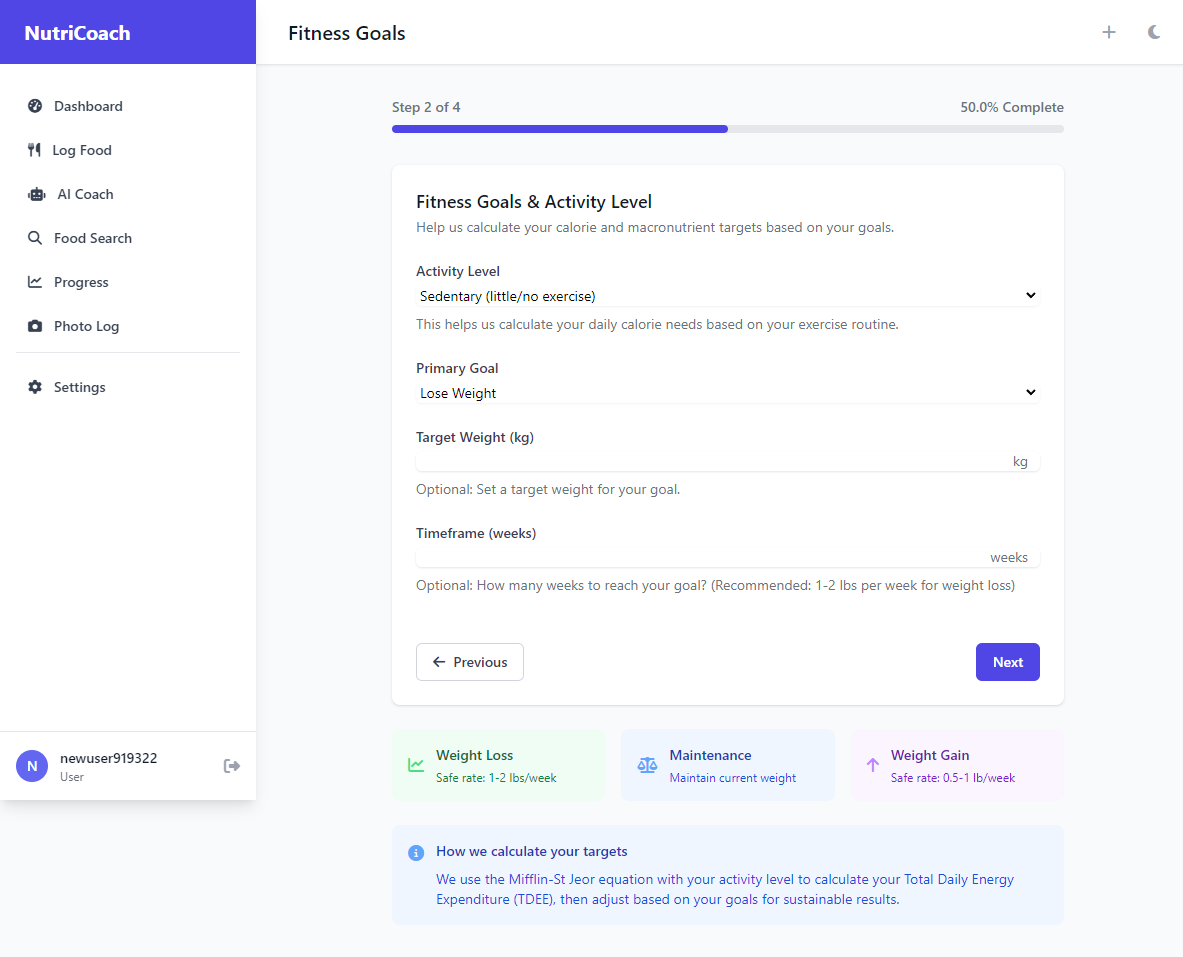 NutriCoach
Fitness Goals
Dashboard
Log Food
AI Coach
Food Search
Progress
Photo Log
Settings
newuser919322
User
N
Step 2 of 4
50.0% Complete
Fitness Goals & Activity Level
Help us calculate your calorie and macronutrient targets based on your goals.
Activity Level
Sedentary (little/no exercise)
This helps us calculate your daily calorie needs based on your exercise routine.
Primary Goal
Lose Weight
Target Weight (kg)
kg
Optional: Set a target weight for your goal.
Timeframe (weeks)
weeks
Optional: How many weeks to reach your goal? (Recommended: 1-2 lbs per week for weight loss)
Previous
Next
Weight Loss
Safe rate: 1-2 lbs/week
Maintenance
Maintain current weight
Weight Gain
Safe rate: 0.5-1 lb/week
How we calculate your targets
We use the Mifflin-St Jeor equation with your activity level to calculate your Total Daily Energy
Expenditure (TDEE), then adjust based on your goals for sustainable results.